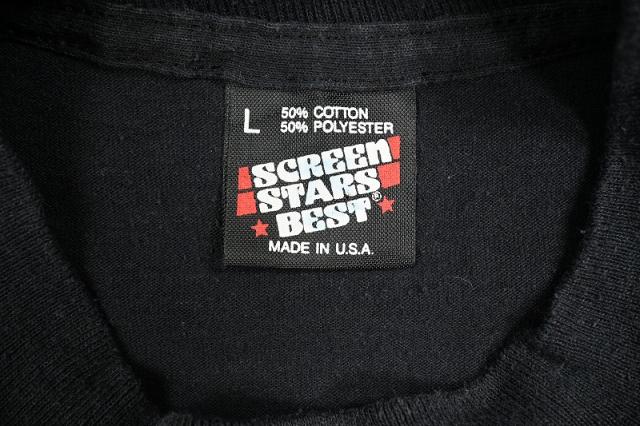 L
50% COTTON
50% POLYESTER
SCREEN
STARS
BEST®
MADE IN U.S.A.